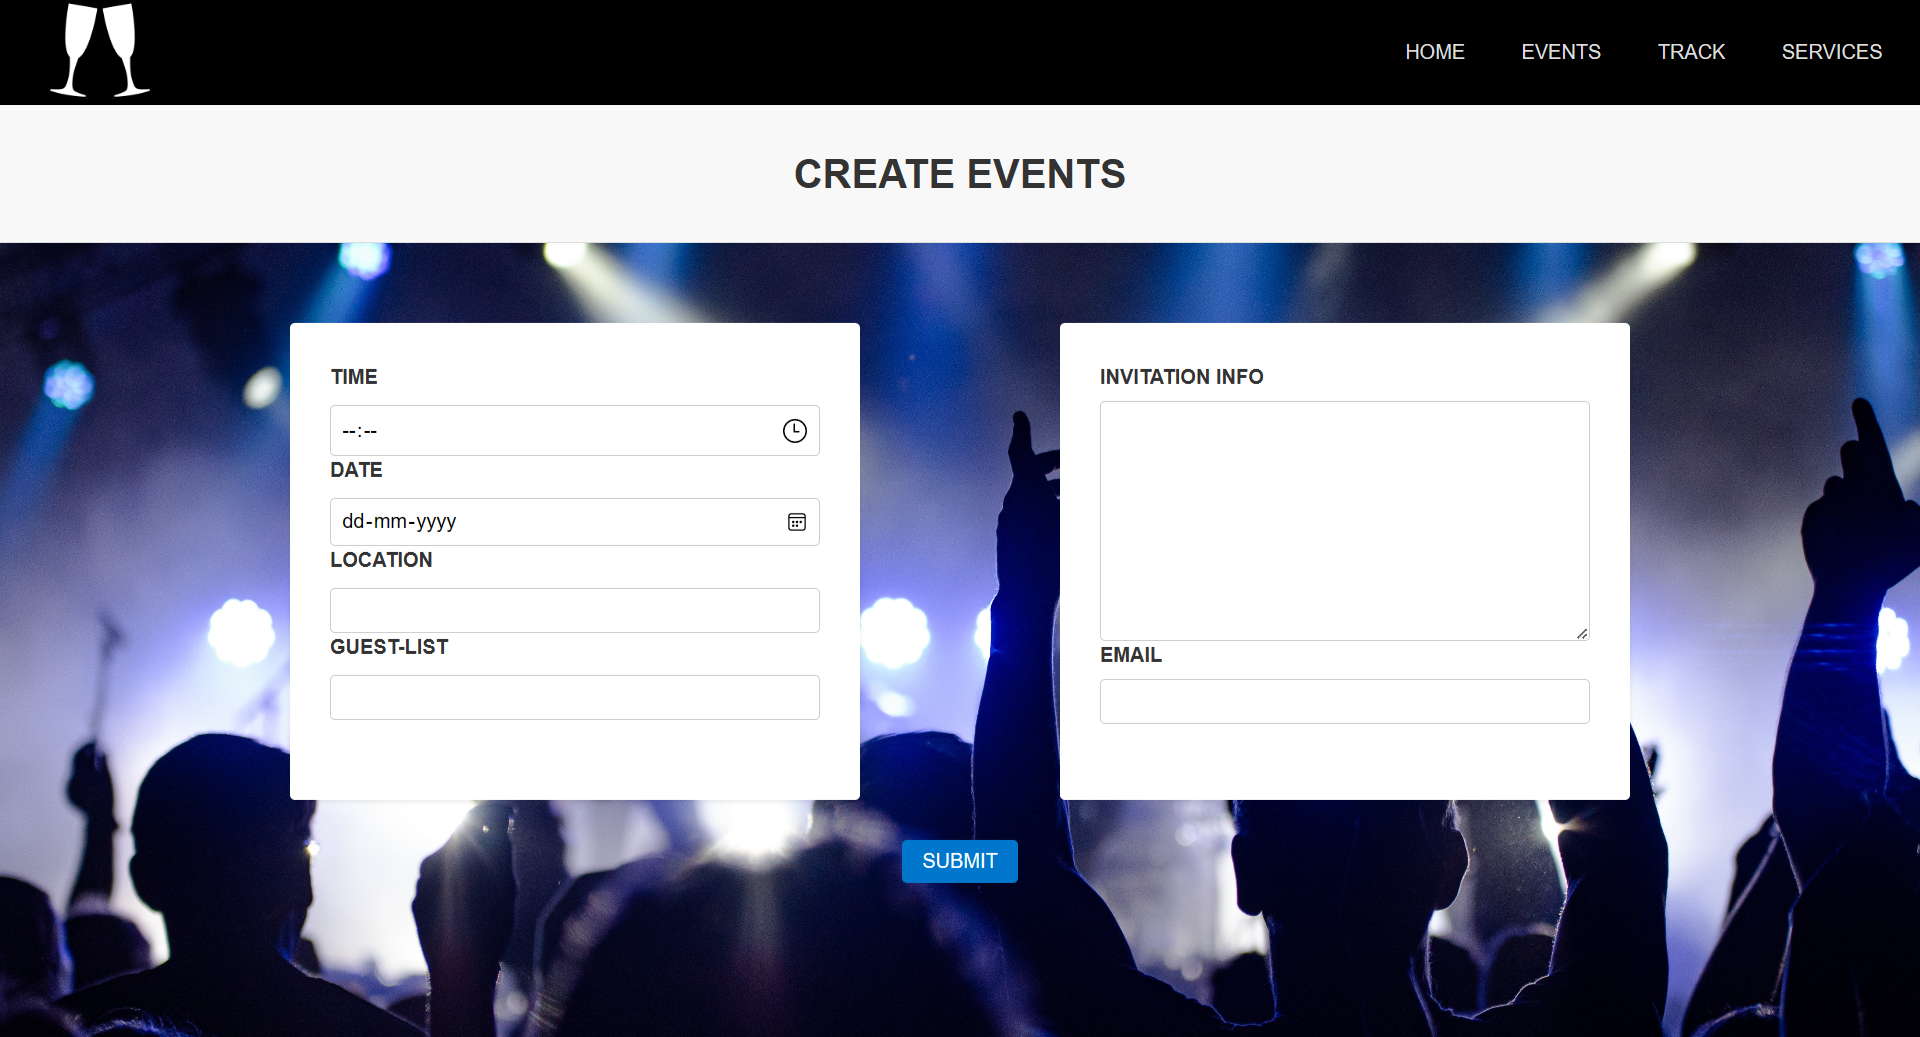 HOME EVENTS TRACK SERVICES
CREATE EVENTS
TIME
--:--
DATE
dd-mm-yyyy
LOCATION
GUEST-LIST
INVITATION INFO
EMAIL
SUBMIT